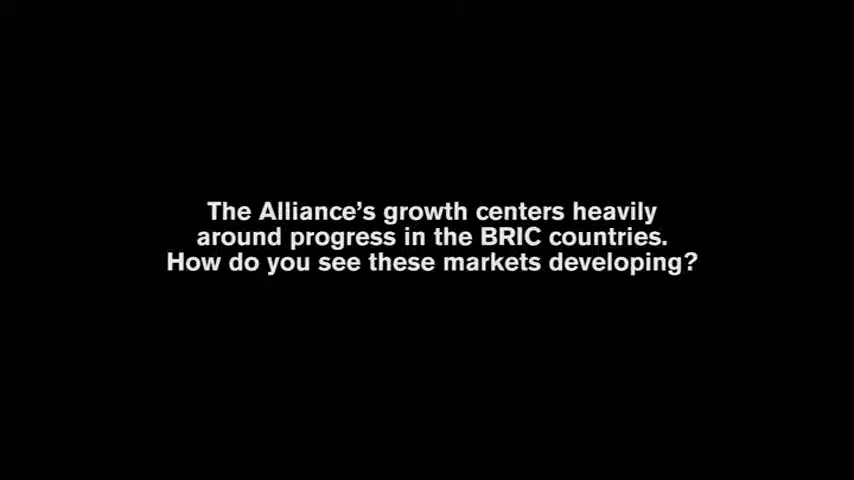 The Alliance’s growth centers heavily
around progress in the BRIC countries.
How do you see these markets developing?